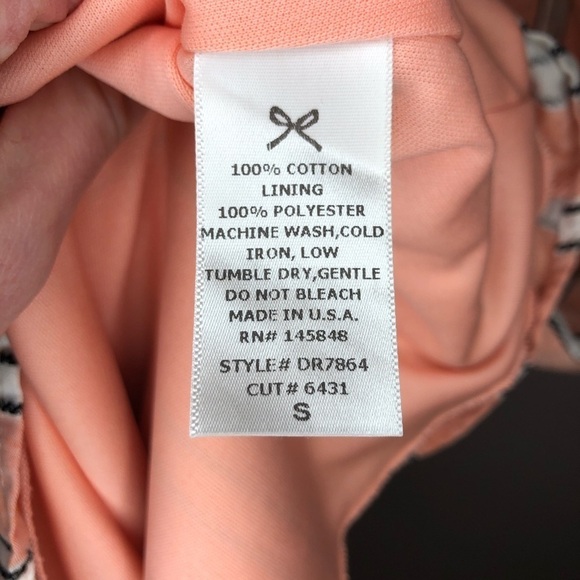 100% COTTON
LINING
100% POLYESTER
MACHINE WASH,COLD
IRON, LOW
TUMBLE DRY,GENTLE
DO NOT BLEACH
MADE IN U.S.A.
RN# 145848
STYLE# DR7864
CUT# 6431
S